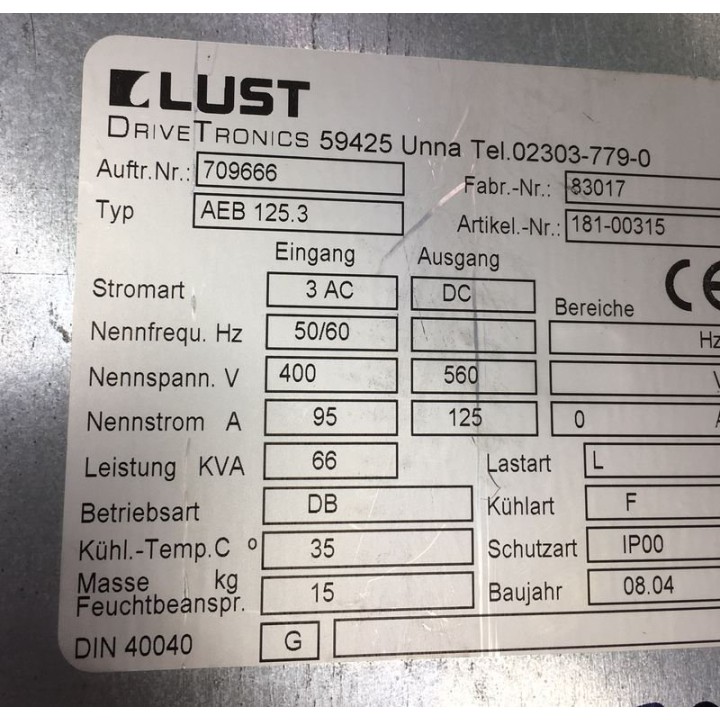 LUST
DRIVETRONICS 59425 Unna Tel.02303-779-0
Auftr.Nr.: 709666 Fabr.-Nr.: 83017
Typ AEB 125.3 Artikel.-Nr.: 181-00315
Eingang Ausgang
Stromart 3 AC DC Bereiche CE
Nennfrequ. Hz 50/60 Hz
Nennspann. V 400 560
Nennstrom A 95 125 0
Leistung KVA 66 Lastart L
Betriebsart DB Kühlart F
Kühl.-Temp.C ° 35 Schutzart IP00
Masse kg 15 Baujahr 08.04
Feuchtbeanspr.
DIN 40040 G